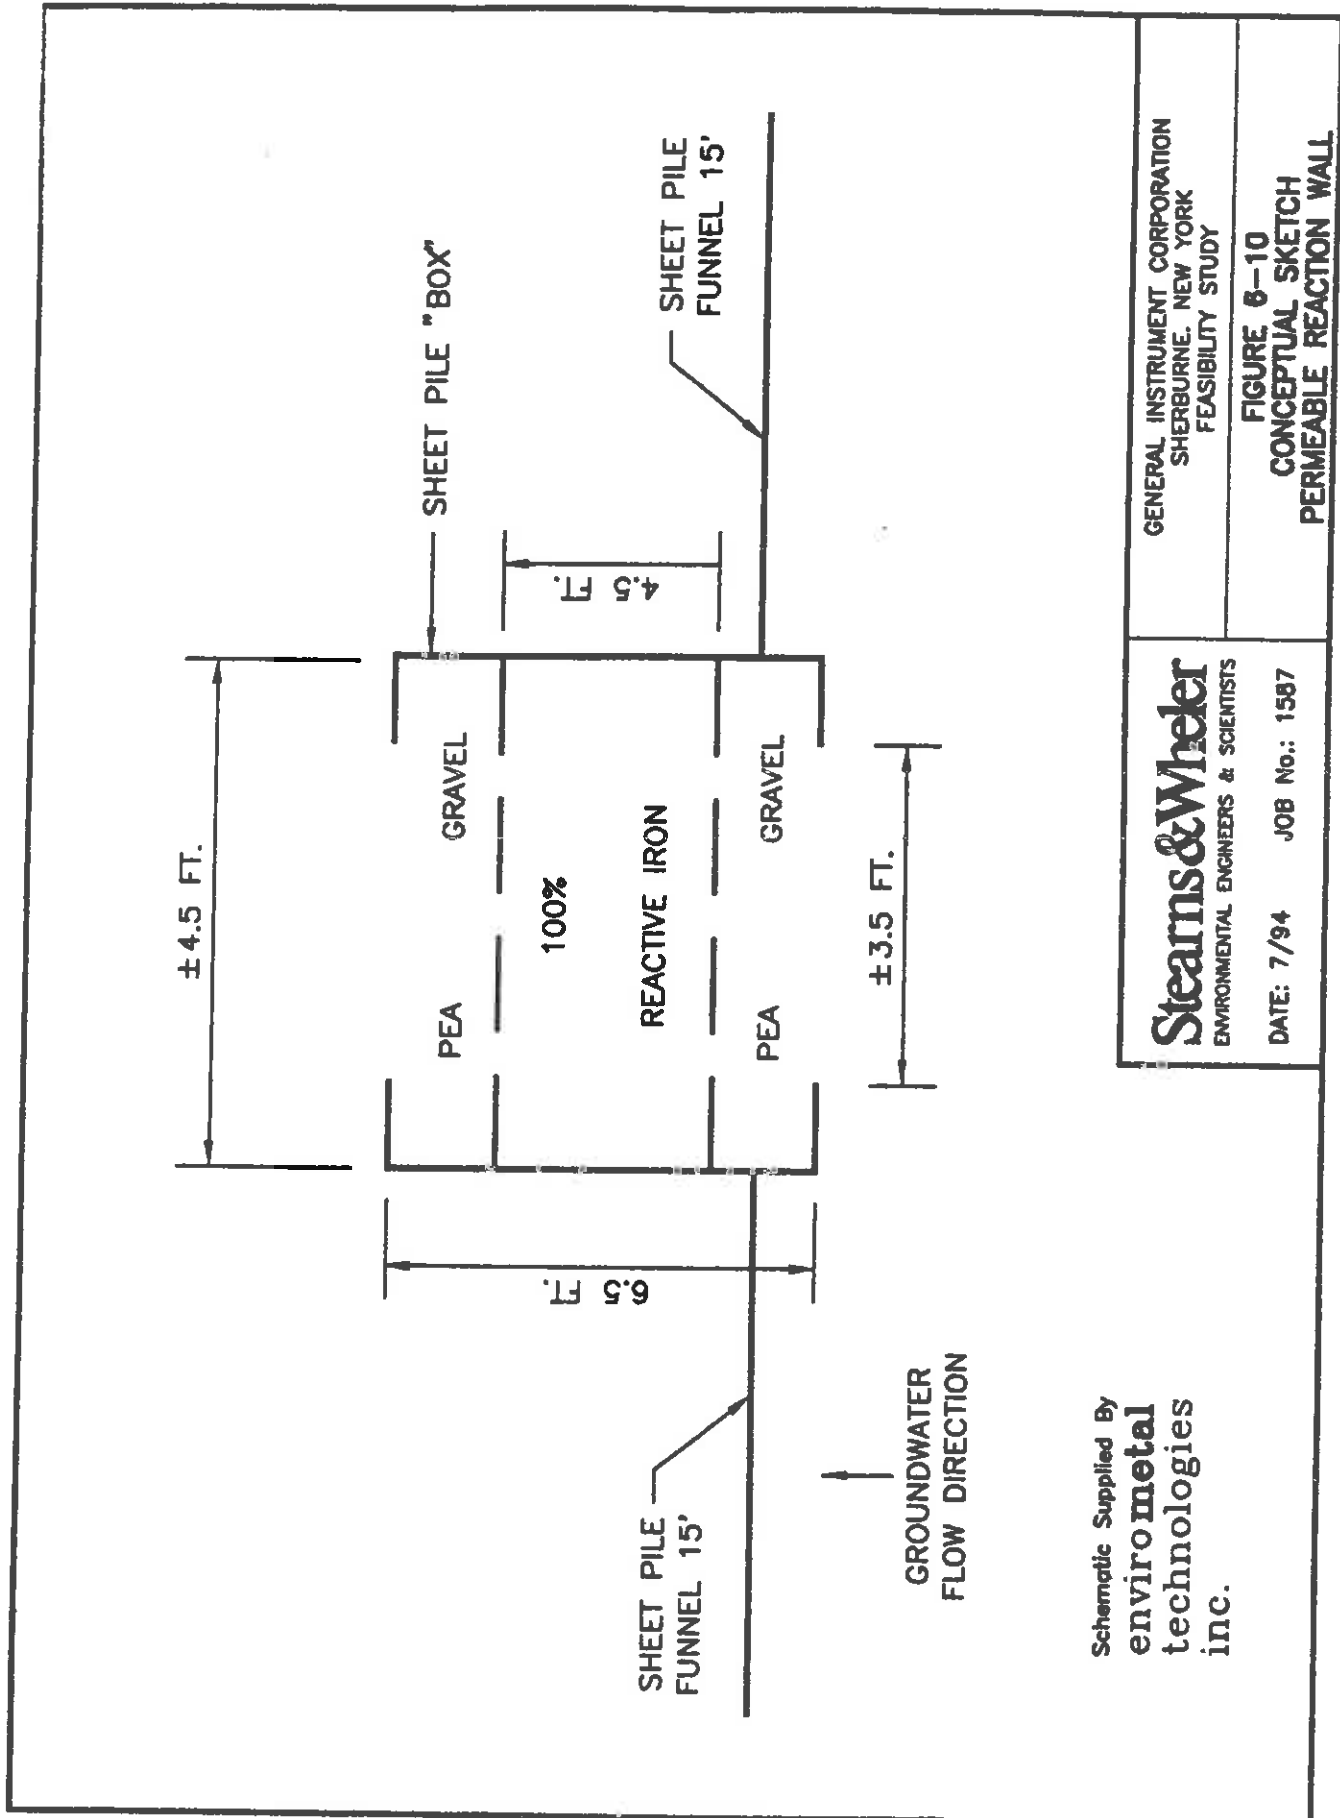 ±4.5 FT.
SHEET PILE "BOX"
PEA GRAVEL
100%
REACTIVE IRON
PEA GRAVEL
4.5 FT.
6.5 FT.
±3.5 FT.
SHEET PILE
FUNNEL 15'
SHEET PILE
FUNNEL 15'
GROUNDWATER
FLOW DIRECTION
Schematic Supplied By
envirometal
technologies
inc.
Stearns&Wheler
ENVIRONMENTAL ENGINEERS & SCIENTISTS
DATE: 7/94 JOB No.: 1587
GENERAL INSTRUMENT CORPORATION
SHERBURNE, NEW YORK
FEASIBILITY STUDY
FIGURE 6-10
CONCEPTUAL SKETCH
PERMEABLE REACTION WALL